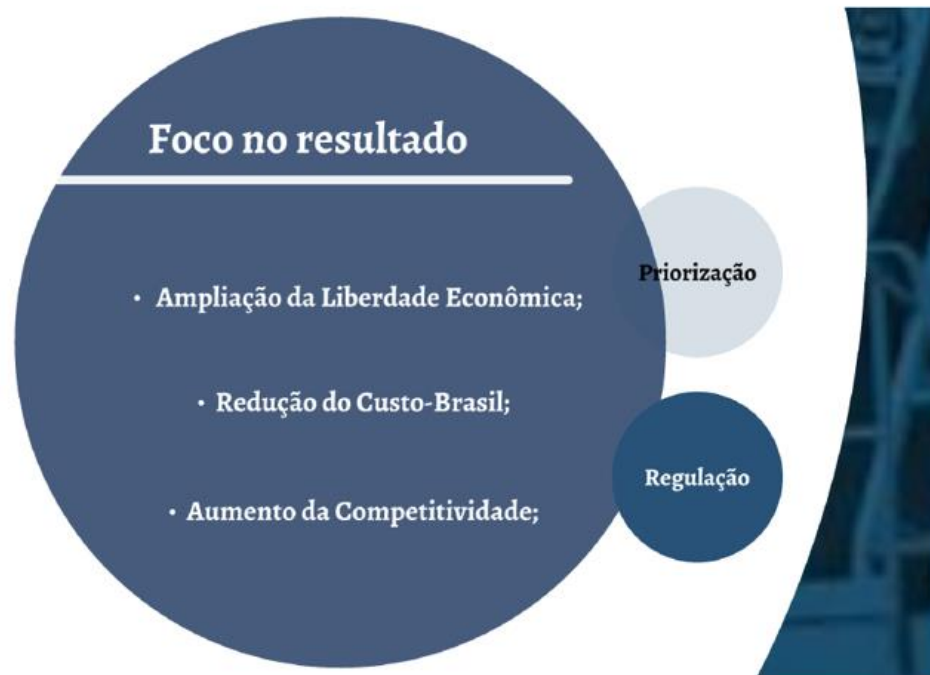 Foco no resultado
• Ampliação da Liberdade Econômica;
• Redução do Custo-Brasil;
• Aumento da Competitividade;
Priorização
Regulação